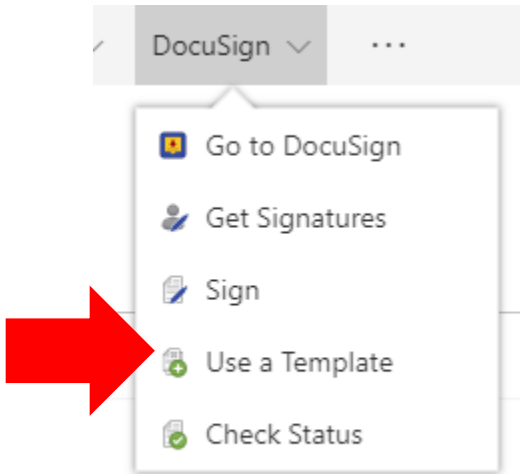 DocuSign ...
Go to DocuSign
Get Signatures
Sign
Use a Template
Check Status